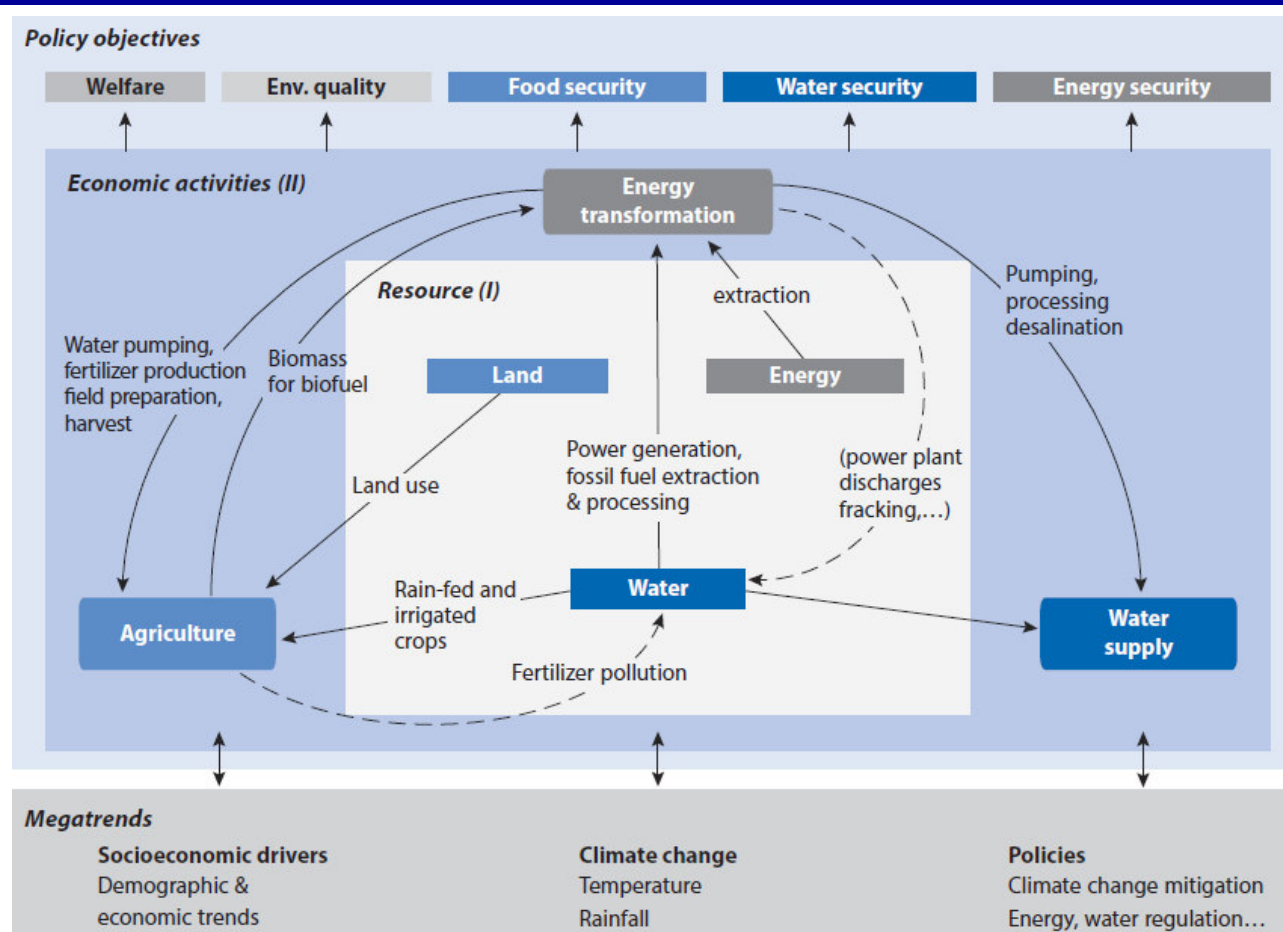 Policy objectives
Welfare
Env. quality
Food security
Water security
Energy security
Economic activities (II)
Energy
transformation
Resource (I)
extraction
Pumping,
processing
desalination
Water pumping,
fertilizer production
field preparation,
harvest
Biomass
for biofuel
Land
Energy
Power generation,
fossil fuel extraction
& processing
(power plant
discharges
fracking,...)
Land use
Rain-fed and
irrigated
crops
Water
Agriculture
Water
supply
Fertilizer pollution
Megatrends
Socioeconomic drivers
Demographic &
economic trends
Climate change
Temperature
Rainfall
Policies
Climate change mitigation
Energy, water regulation...